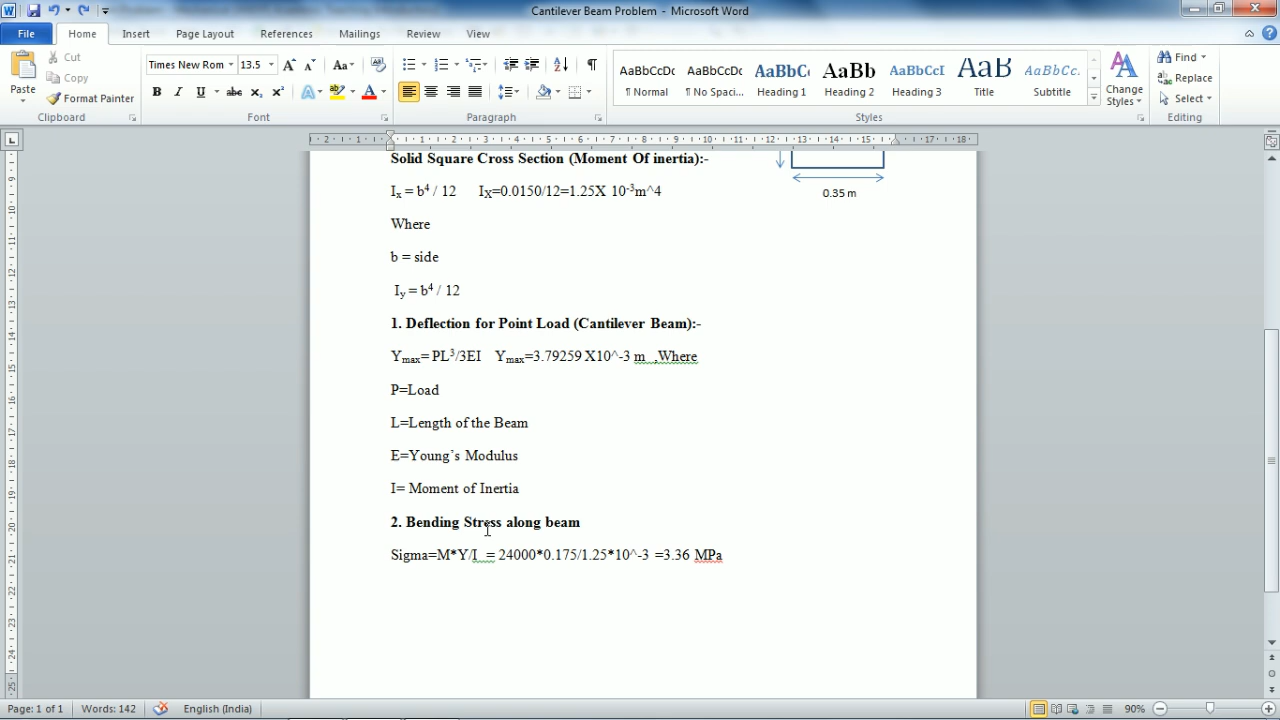 Cantilever Beam Problem - Microsoft Word
File Home Insert Page Layout References Mailings Review View
Paste
Cut
Copy
Format Painter
Clipboard
Times New Rom 13.5
Font
Paragraph
AaBbCcDc AaBbCcDc AaBbCc AaBbCc AaBbCcI AaB AaBbCc.
¶ Normal ¶ No Spaci... Heading 1 Heading 2 Heading 3 Title Subtitle
Styles
Change Styles
Find
Replace
Select
Editing
Solid Square Cross Section (Moment Of inertia):-
0.35 m
Ix = b⁴ / 12 IX=0.0150/12=1.25X 10⁻³m^4
Where
b = side
Iy = b⁴ / 12
1. Deflection for Point Load (Cantilever Beam):-
Ymax= PL³/3EI Ymax=3.79259 X10^-3 m ,Where
P=Load
L=Length of the Beam
E=Young’s Modulus
I= Moment of Inertia
2. Bending Stress along beam
Sigma=M*Y/I = 24000*0.175/1.25*10^-3 =3.36 MPa
Page: 1 of 1 Words: 142 English (India) 90%